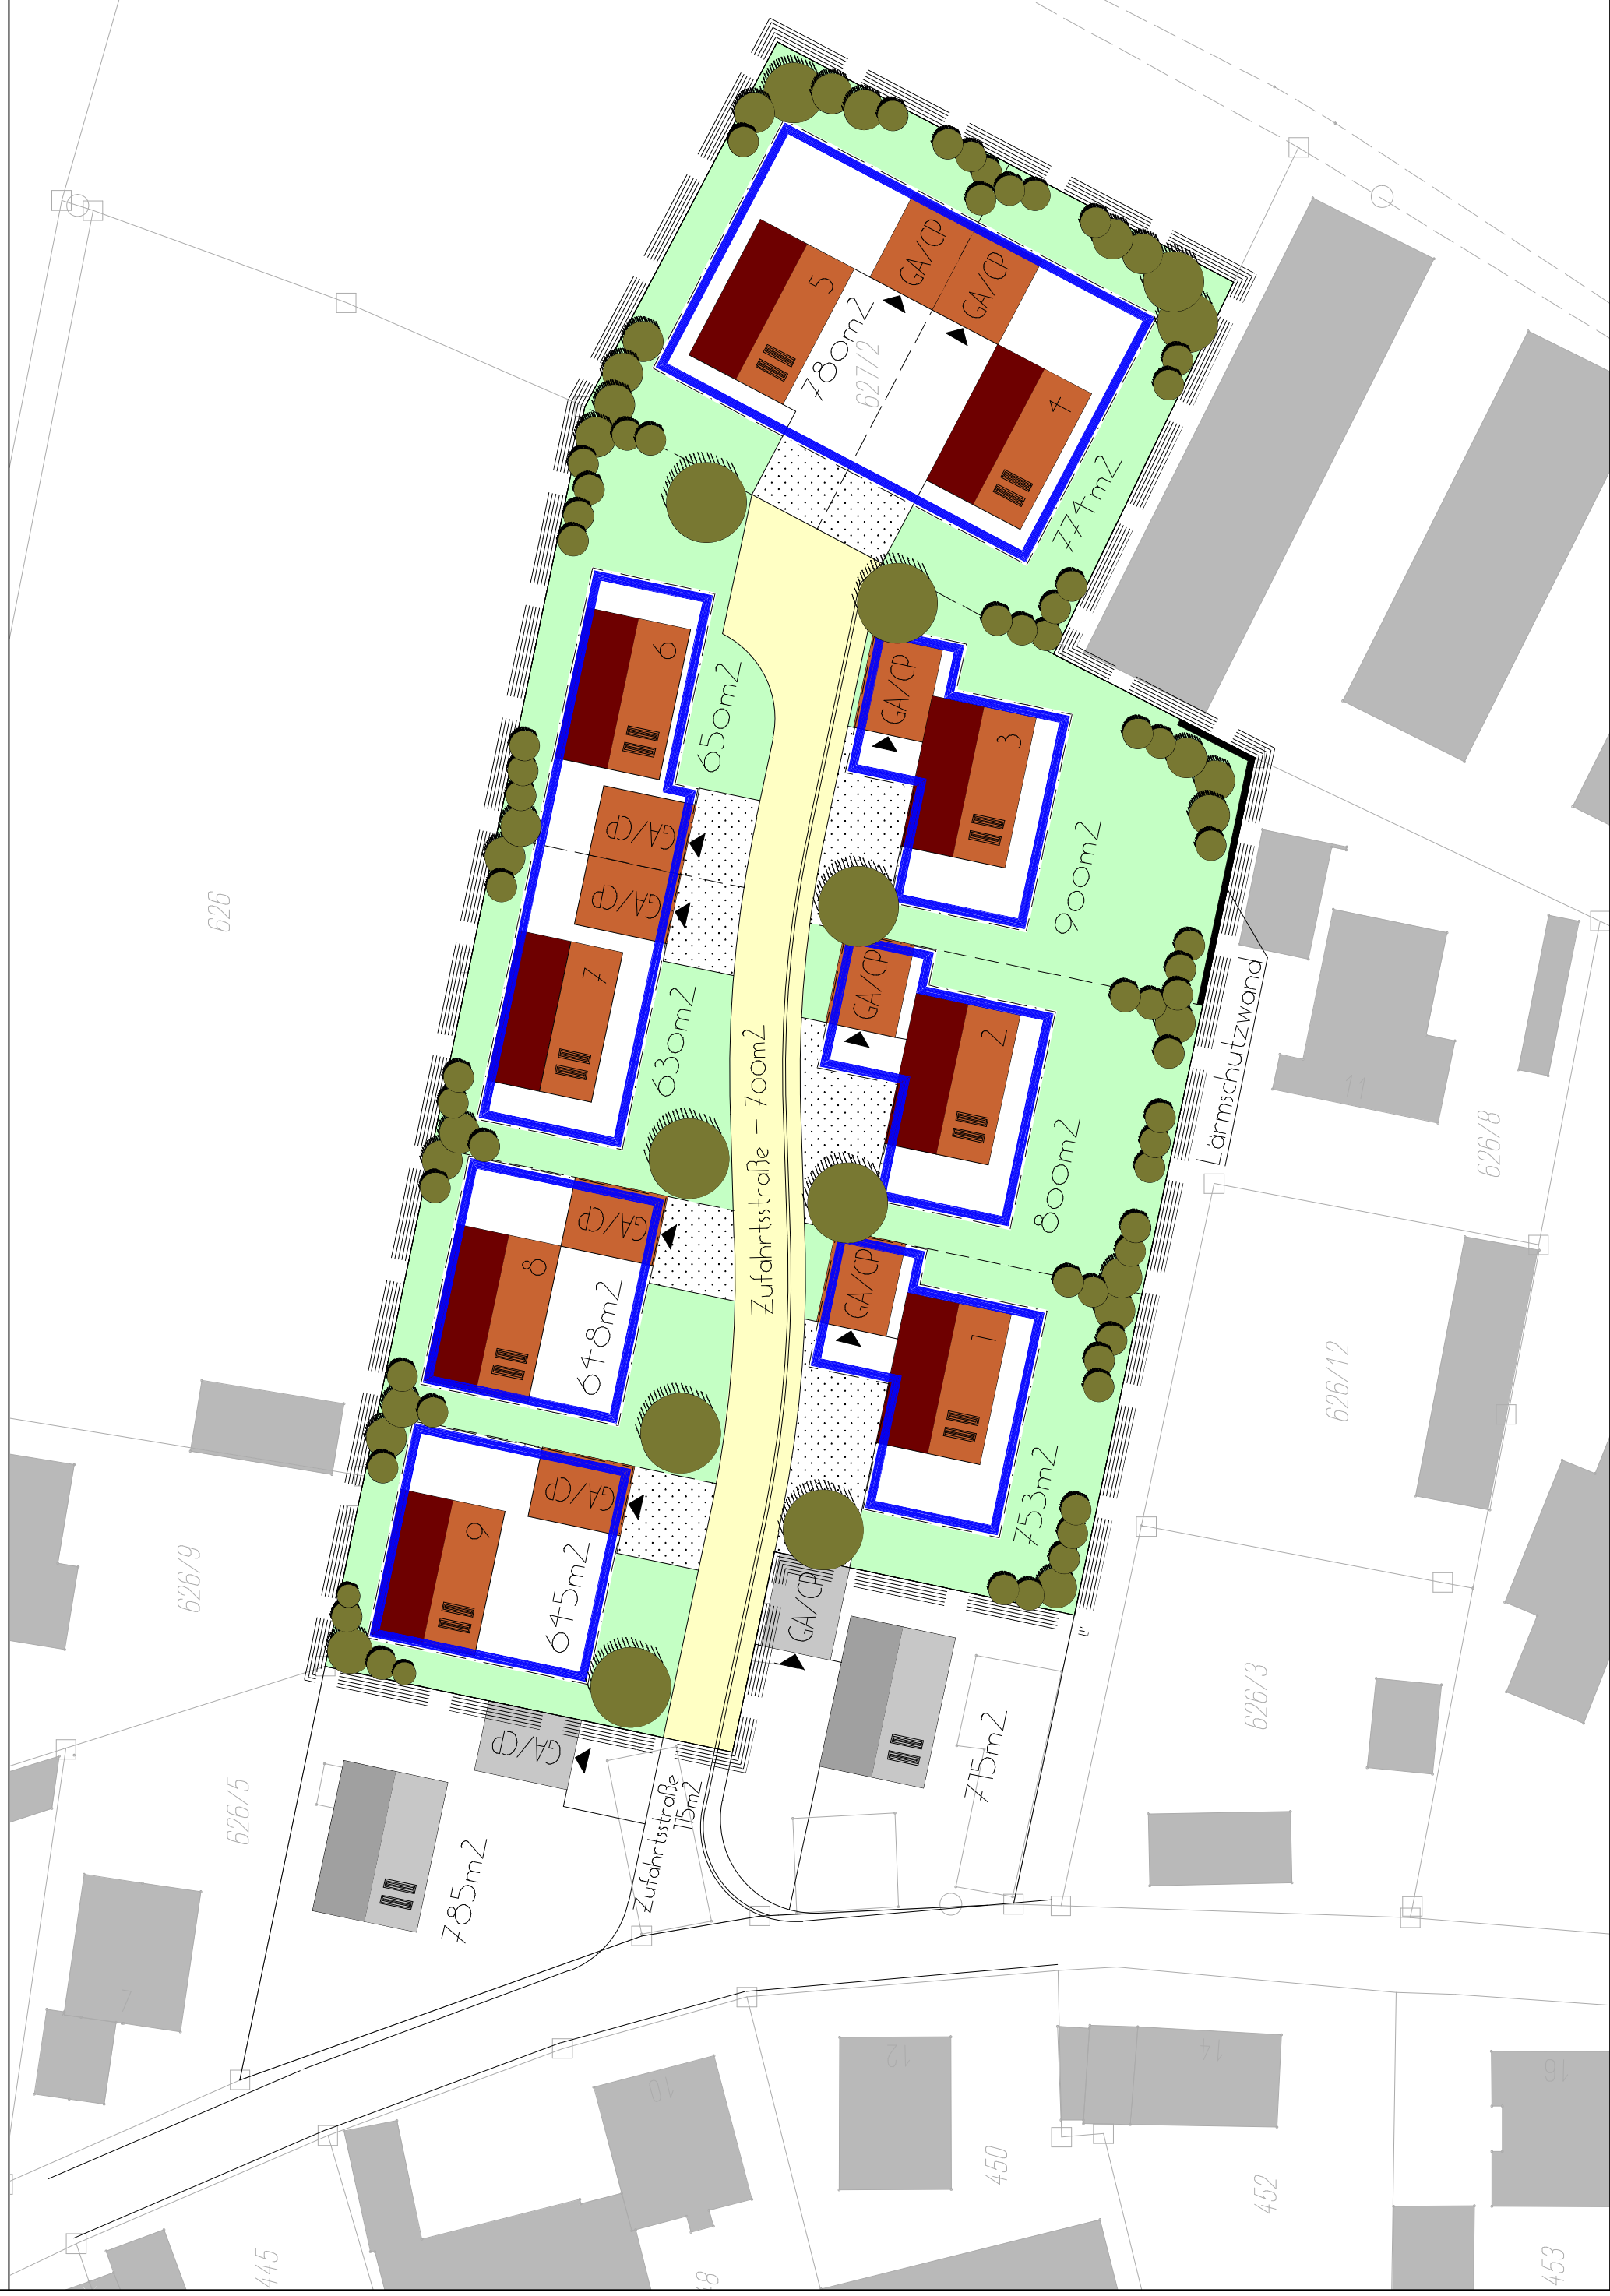 GA/CP
GA/CP
5
780m2
627/2
4
774m2
6
650m2
GA/CP
3
GA/CP
900m2
626
GA/CP
7
630m2
GA/CP
2
800m2
Lärmschutzwand
11
626/8
Zufahrtsstraße - 700m2
GA/CP
8
648m2
GA/CP
1
753m2
626/12
GA/CP
9
645m2
626/9
GA/CP
715m2
626/3
GA/CP
Zufahrtsstraße
115m2
785m2
626/5
7
10
12
14
16
450
452
453
445